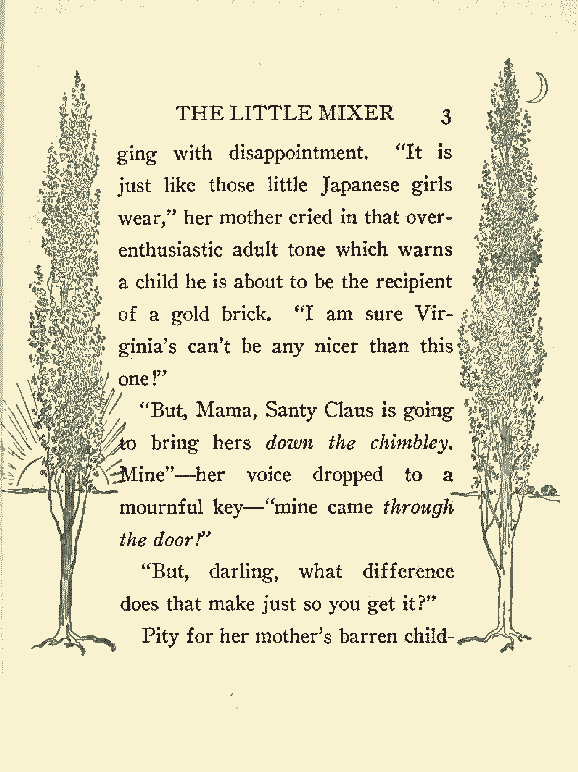 THE LITTLE MIXER 3
ging with disappointment. “It is
just like those little Japanese girls
wear,” her mother cried in that over-
enthusiastic adult tone which warns
a child he is about to be the recipient
of a gold brick. “I am sure Vir-
ginia’s can’t be any nicer than this
one!”
“But, Mama, Santy Claus is going
to bring hers down the chimbley.
Mine”—her voice dropped to a
mournful key—“mine came through
the door!”
“But, darling, what difference
does that make just so you get it?”
Pity for her mother’s barren child-